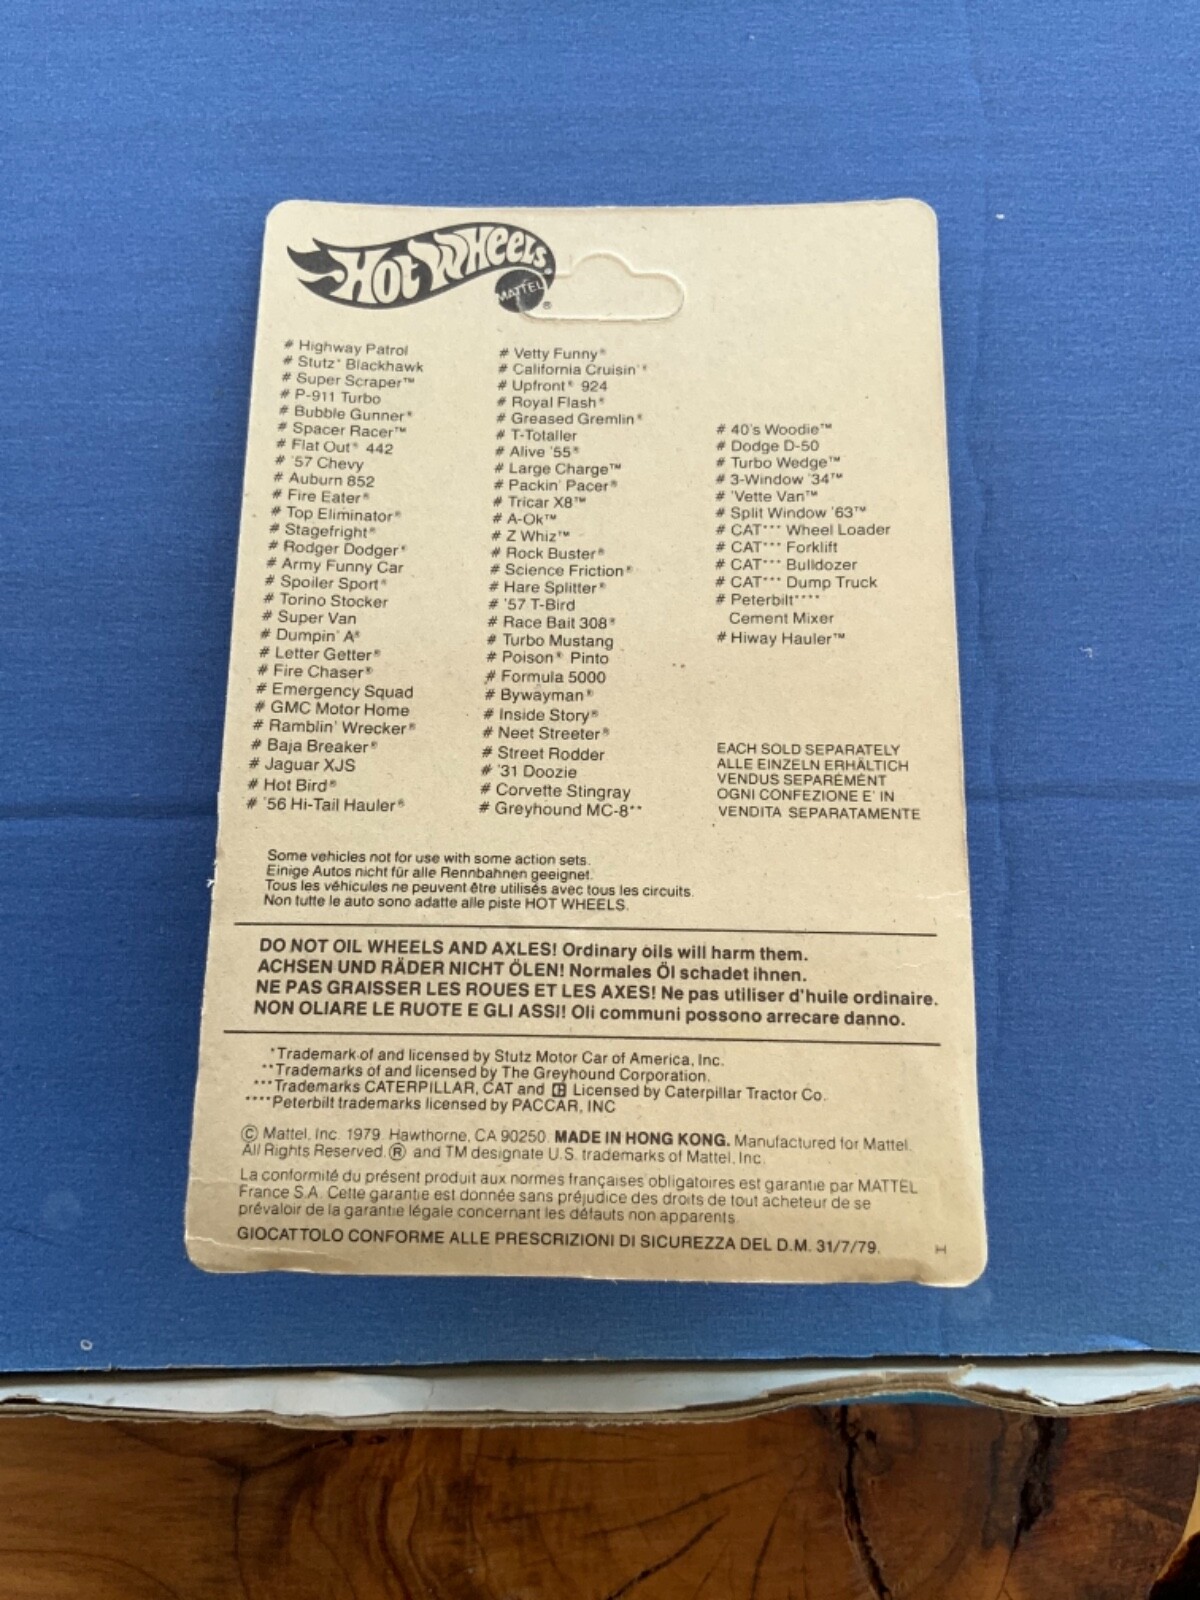 HOT WHEELS®
MATTEL ®
# Highway Patrol
# Stutz* Blackhawk
# Super Scraper™
# P-911 Turbo
# Bubble Gunner®
# Spacer Racer™
# Flat Out® 442
# '57 Chevy
# Auburn 852
# Fire Eater®
# Top Eliminator®
# Stagefright®
# Rodger Dodger®
# Army Funny Car
# Spoiler Sport®
# Torino Stocker
# Super Van
# Dumpin' A®
# Letter Getter®
# Fire Chaser®
# Emergency Squad
# GMC Motor Home
# Ramblin' Wrecker®
# Baja Breaker®
# Jaguar XJS
# Hot Bird®
# '56 Hi-Tail Hauler®
# Vetty Funny®
# California Cruisin'®
# Upfront® 924
# Royal Flash®
# Greased Gremlin®
# T-Totaller
# Alive '55®
# Large Charge™
# Packin' Pacer®
# Tricar X8™
# A-Ok™
# Z Whiz™
# Rock Buster®
# Science Friction®
# Hare Splitter®
# '57 T-Bird
# Race Bait 308®
# Turbo Mustang
# Poison® Pinto
# Formula 5000
# Bywayman®
# Inside Story®
# Neet Streeter®
# Street Rodder
# '31 Doozie
# Corvette Stingray
# Greyhound MC-8**
# 40's Woodie™
# Dodge D-50
# Turbo Wedge™
# 3-Window '34™
# 'Vette Van™
# Split Window '63™
# CAT*** Wheel Loader
# CAT*** Forklift
# CAT*** Bulldozer
# CAT*** Dump Truck
# Peterbilt****
Cement Mixer
# Hiway Hauler™
EACH SOLD SEPARATELY
ALLE EINZELN ERHÄLTICH
VENDUS SEPARÉMENT
OGNI CONFEZIONE E' IN
VENDITA SEPARATAMENTE
Some vehicles not for use with some action sets.
Einige Autos nicht für alle Rennbahnen geeignet.
Tous les véhicules ne peuvent être utilisés avec tous les circuits.
Non tutte le auto sono adatte alle piste HOT WHEELS.
DO NOT OIL WHEELS AND AXLES! Ordinary oils will harm them.
ACHSEN UND RÄDER NICHT ÖLEN! Normales Öl schadet ihnen.
NE PAS GRAISSER LES ROUES ET LES AXES! Ne pas utiliser d'huile ordinaire.
NON OLIARE LE RUOTE E GLI ASSI! Oli communi possono arrecare danno.
*Trademark of and licensed by Stutz Motor Car of America, Inc.
**Trademarks of and licensed by The Greyhound Corporation.
***Trademarks CATERPILLAR, CAT and Licensed by Caterpillar Tractor Co.
****Peterbilt trademarks licensed by PACCAR, INC
© Mattel, Inc. 1979. Hawthorne, CA 90250. MADE IN HONG KONG. Manufactured for Mattel.
All Rights Reserved. ® and TM designate U.S. trademarks of Mattel, Inc.
La conformité du présent produit aux normes françaises obligatoires est garantie par MATTEL
France S.A. Cette garantie est donnée sans préjudice des droits de tout acheteur de se
prévaloir de la garantie légale concernant les défauts non apparents.
GIOCATTOLO CONFORME ALLE PRESCRIZIONI DI SICUREZZA DEL D.M. 31/7/79.
H